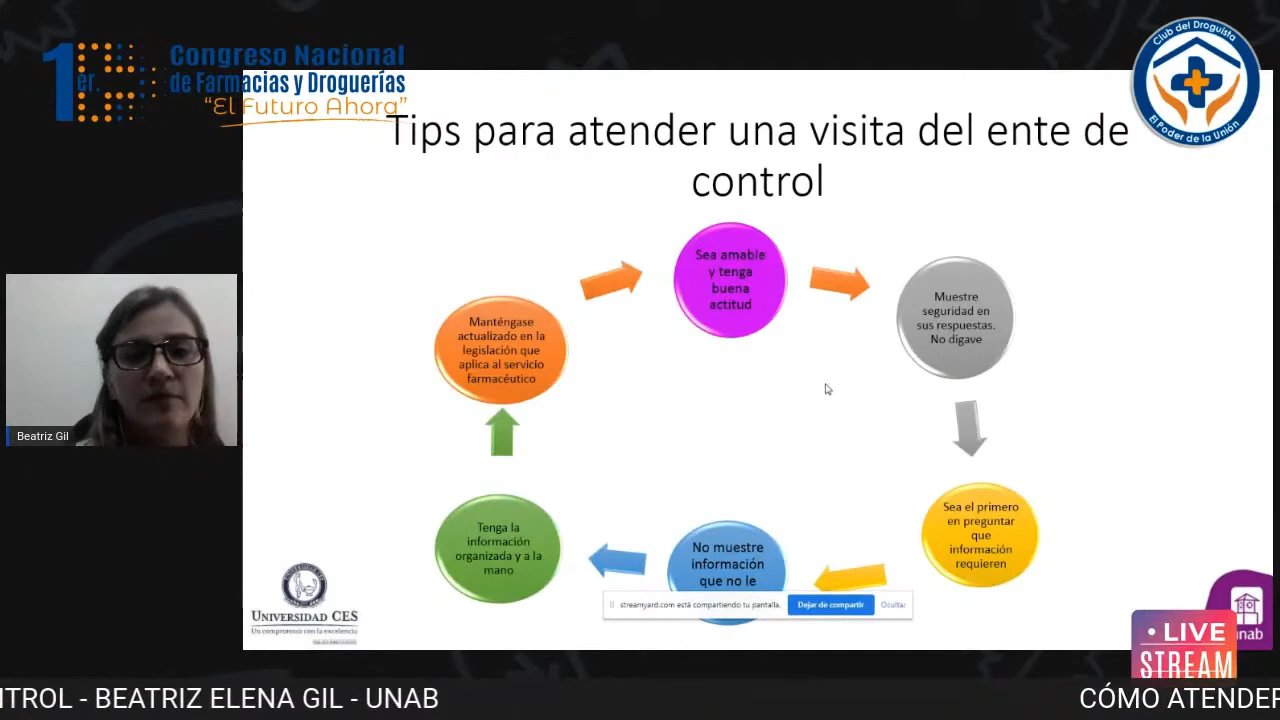 1er.
Congreso Nacional
de Farmacias y Droguerías
“El Futuro Ahora”
Club del Droguista
El Poder de la Unión
Tips para atender una visita del ente de
control
Sea amable
y tenga
buena
actitud
Muestre
seguridad en
sus respuestas.
No digave
Sea el primero
en preguntar
que
información
requieren
No muestre
información
que no le
Tenga la
información
organizada y a la
mano
Manténgase
actualizado en la
legislación que
aplica al servicio
farmacéutico
Beatriz Gil
streamyard.com está compartiendo tu pantalla.
Dejar de compartir
Ocultar
UNIVERSIDAD CES
Un compromiso con la excelencia
unab
• LIVE
STREAM
NTROL - BEATRIZ ELENA GIL - UNAB
CÓMO ATENDER